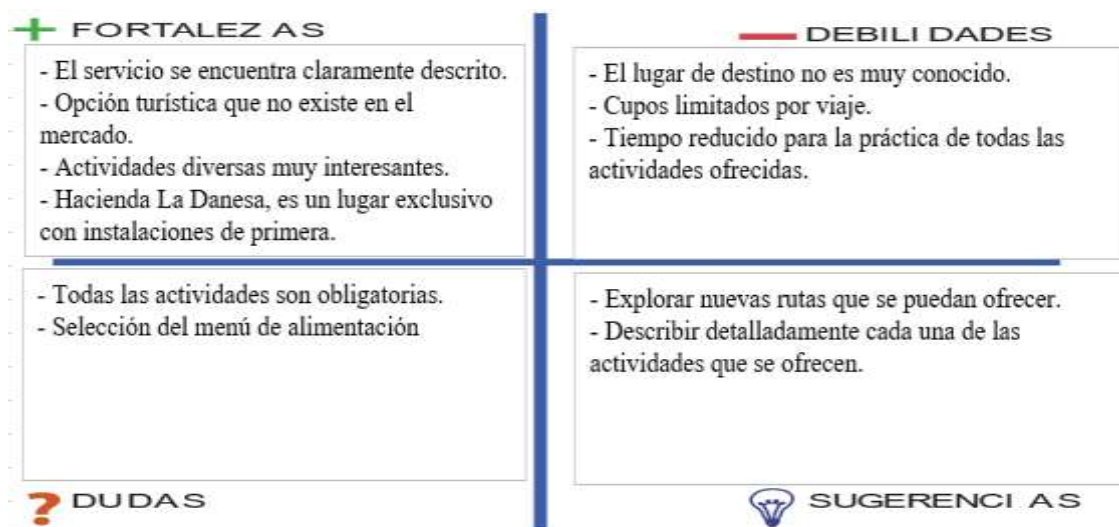 FORTALEZ AS
- El servicio se encuentra claramente descrito.
- Opción turística que no existe en el
mercado.
- Actividades diversas muy interesantes.
- Hacienda La Danesa, es un lugar exclusivo
con instalaciones de primera.
DEBILI DADES
- El lugar de destino no es muy conocido.
- Cupos limitados por viaje.
- Tiempo reducido para la práctica de todas las
actividades ofrecidas.
- Todas las actividades son obligatorias.
- Selección del menú de alimentación
? DUDAS
- Explorar nuevas rutas que se puedan ofrecer.
- Describir detalladamente cada una de las
actividades que se ofrecen.
SUGERENCI AS